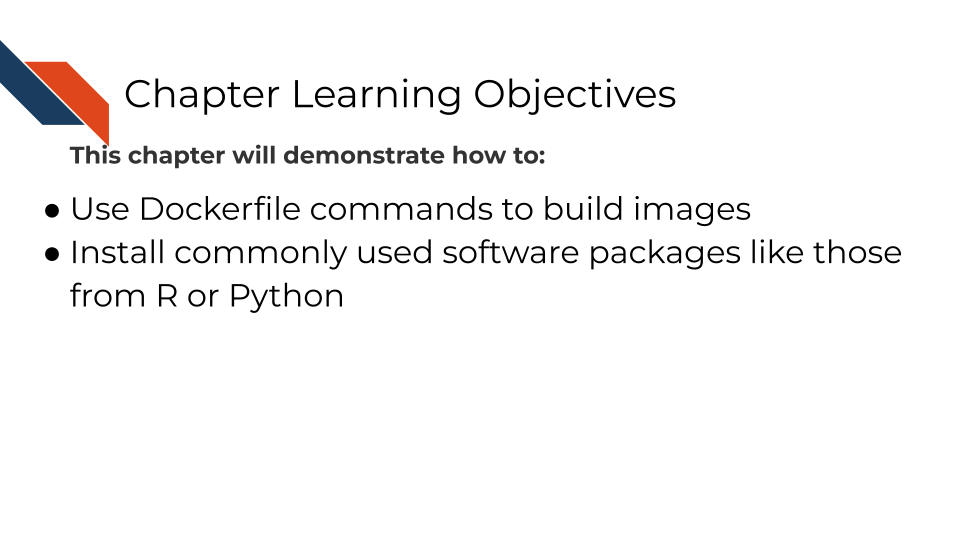 Chapter Learning Objectives
This chapter will demonstrate how to:
● Use Dockerfile commands to build images
● Install commonly used software packages like those
from R or Python